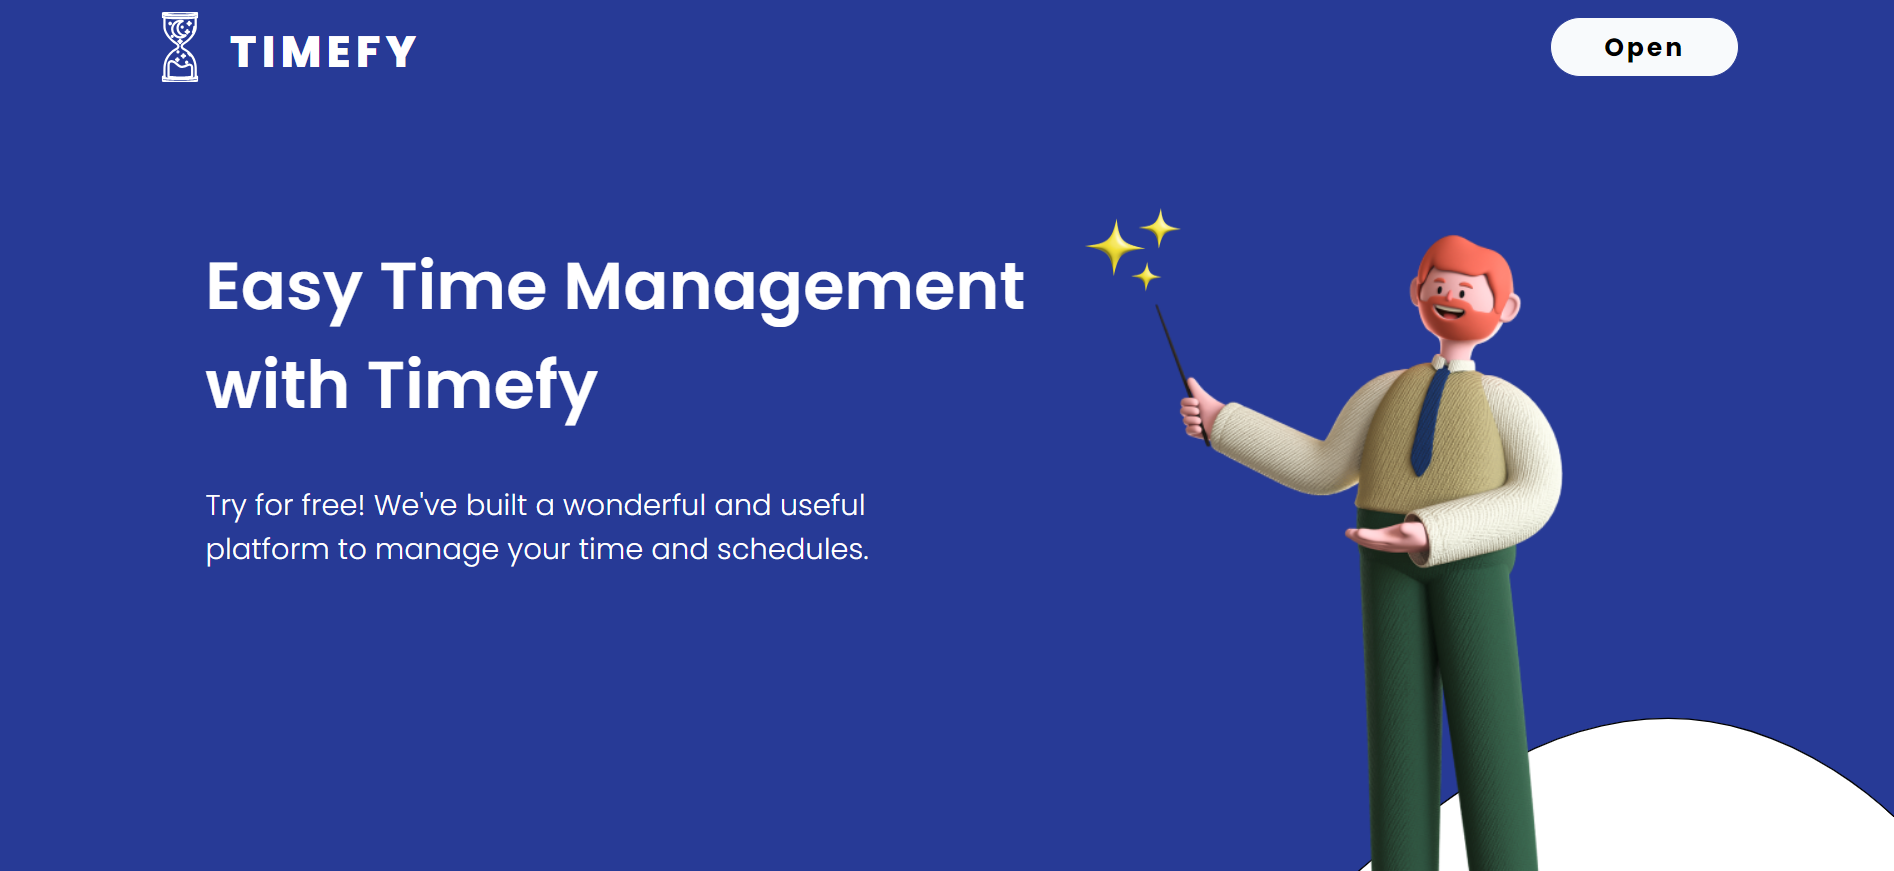 TIMEFY
Open
Easy Time Management
with Timefy
Try for free! We've built a wonderful and useful
platform to manage your time and schedules.